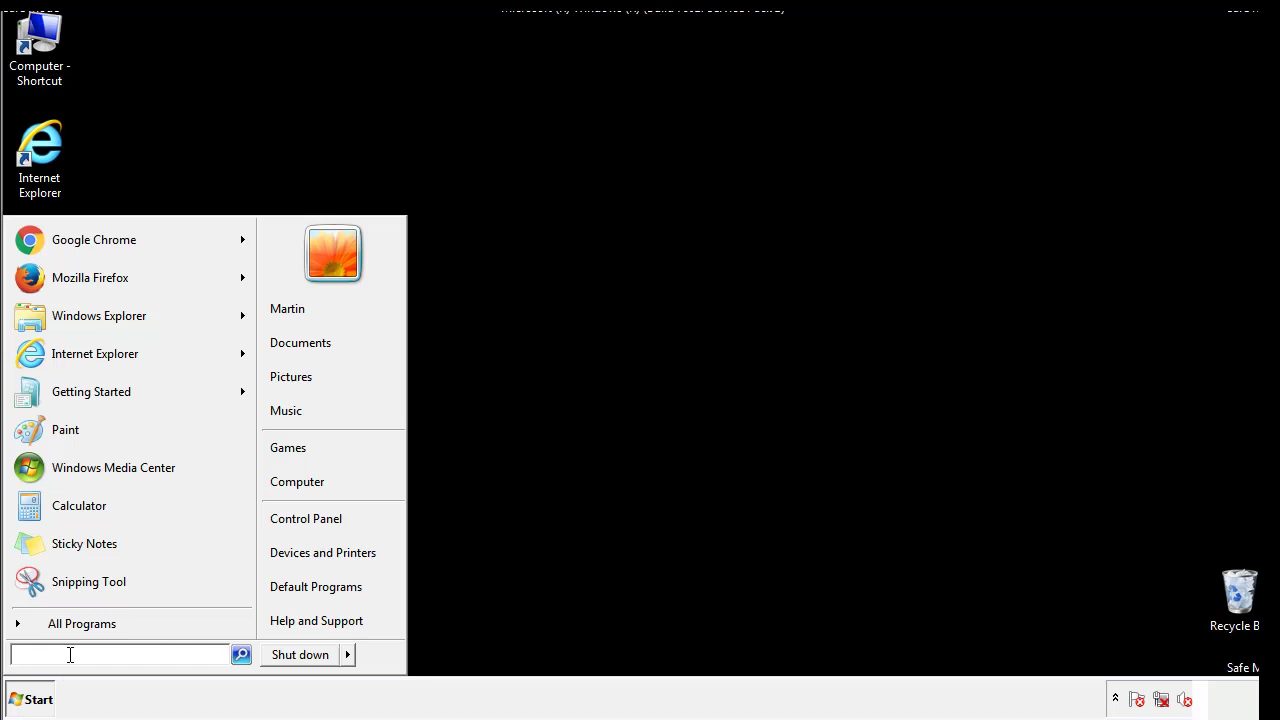 Computer -
Shortcut
Internet
Explorer
Google Chrome
Mozilla Firefox
Windows Explorer
Internet Explorer
Getting Started
Paint
Windows Media Center
Calculator
Sticky Notes
Snipping Tool
All Programs
Martin
Documents
Pictures
Music
Games
Computer
Control Panel
Devices and Printers
Default Programs
Help and Support
Shut down
Recycle B
Safe M
Start